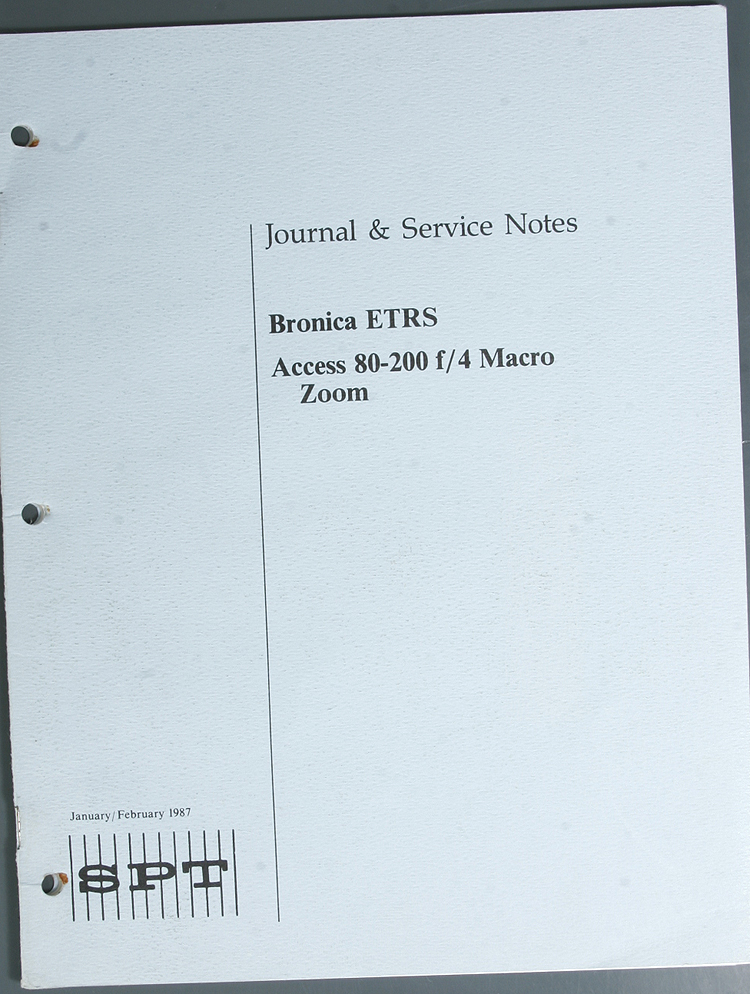 Journal & Service Notes
Bronica ETRS
Access 80-200 f/4 Macro
Zoom
January/February 1987
SPT